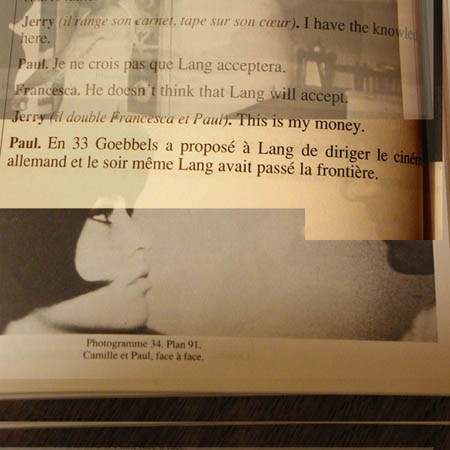 Jerry (il range son carnet, tape sur son cœur). I have the
here.
Paul. Je ne crois pas que Lang acceptera.
Francesca. He doesn't think that Lang will accept.
Jerry (il double Francesca et Paul). This is my money.
Paul. En 33 Goebbels a proposé à Lang de diriger le
allemand et le soir même Lang avait passé la frontière.
Photogramme 34. Plan 91.
Camille et Paul, face à face.